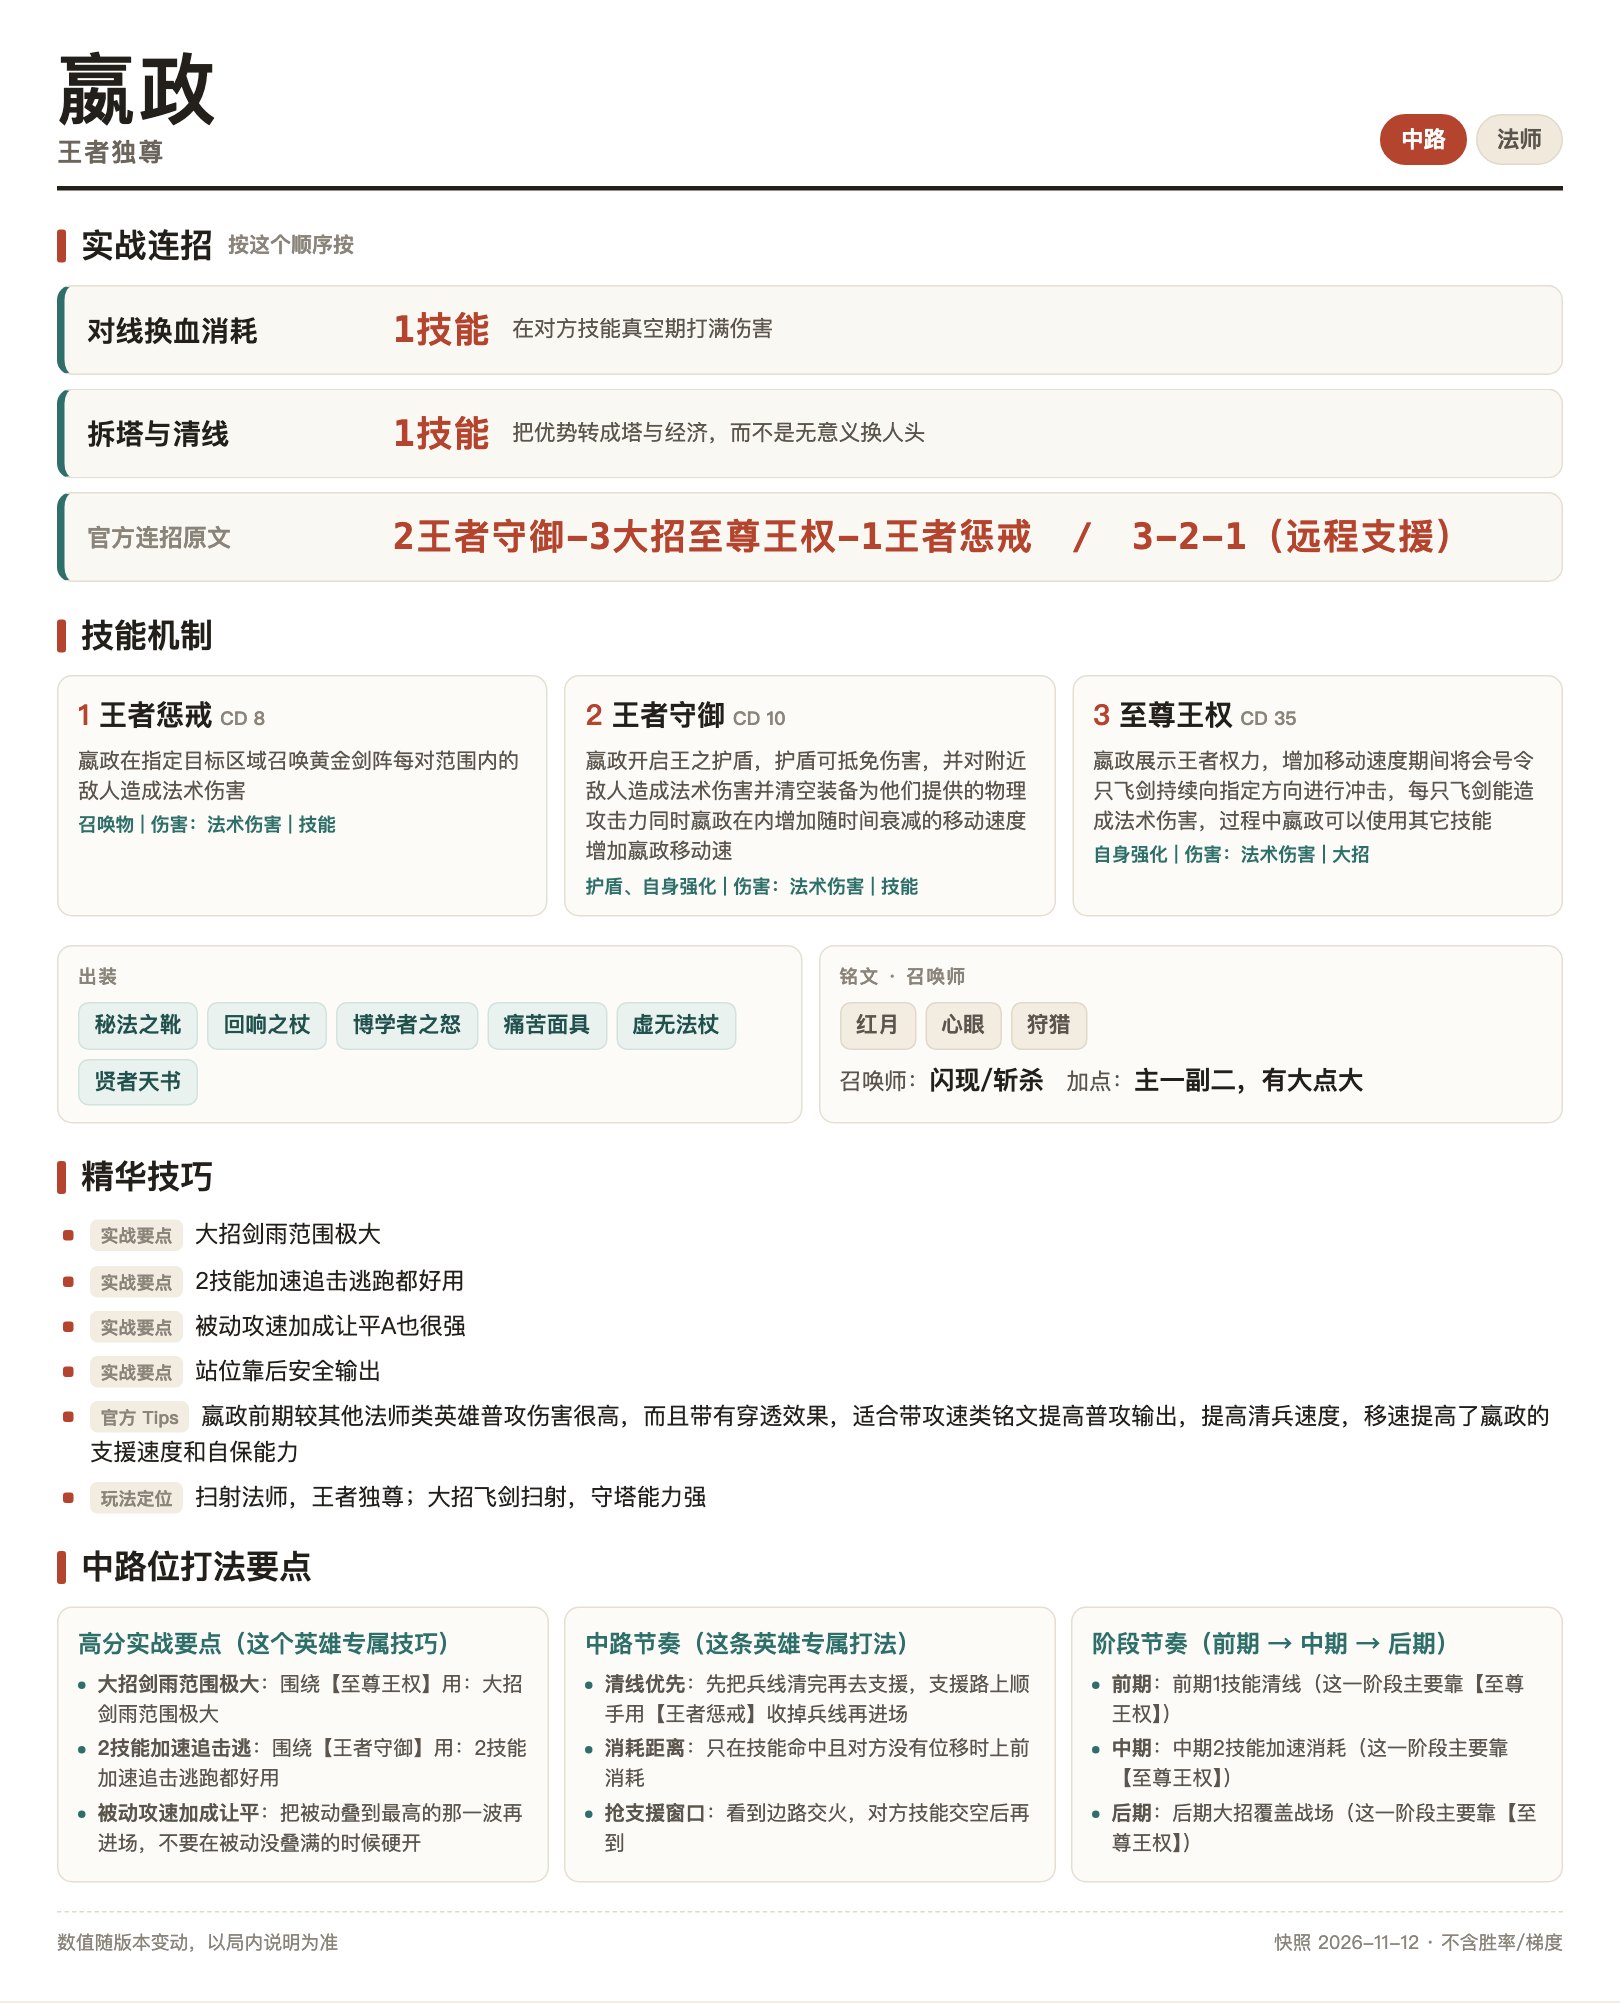 嬴政
王者独尊
中路
法师
实战连招 按这个顺序按
对线换血消耗 1技能 在对方技能真空期打满伤害
拆塔与清线 1技能 把优势转成塔与经济，而不是无意义换人头
官方连招原文 2王者守御-3大招至尊王权-1王者惩戒 / 3-2-1（远程支援）
技能机制
1 王者惩戒 CD 8
嬴政在指定目标区域召唤黄金剑阵每对范围内的
敌人造成法术伤害
召唤物 | 伤害：法术伤害 | 技能
2 王者守御 CD 10
嬴政开启王之护盾，护盾可抵免伤害，并对附近
敌人造成法术伤害并清空装备为他们提供的物理
攻击力同时嬴政在内增加随时间衰减的移动速度
增加嬴政移动速
护盾、自身强化 | 伤害：法术伤害 | 技能
3 至尊王权 CD 35
嬴政展示王者权力，增加移动速度期间将会号令
只飞剑持续向指定方向进行冲击，每只飞剑能造
成法术伤害，过程中嬴政可以使用其它技能
自身强化 | 伤害：法术伤害 | 大招
出装
秘法之靴 回响之杖 博学者之怒 痛苦面具 虚无法杖
贤者天书
铭文 · 召唤师
红月 心眼 狩猎
召唤师：闪现/斩杀 加点：主一副二，有大点大
精华技巧
实战要点 大招剑雨范围极大
实战要点 2技能加速追击逃跑都好用
实战要点 被动攻速加成让平A也很强
实战要点 站位靠后安全输出
官方 Tips 嬴政前期较其他法师类英雄普攻伤害很高，而且带有穿透效果，适合带攻速类铭文提高普攻输出，提高清兵速度，移速提高了嬴政的
支援速度和自保能力
玩法定位 扫射法师，王者独尊；大招飞剑扫射，守塔能力强
中路位打法要点
高分实战要点（这个英雄专属技巧）
大招剑雨范围极大：围绕【至尊王权】用：大招
剑雨范围极大
2技能加速追击逃：围绕【王者守御】用：2技能
加速追击逃跑都好用
被动攻速加成让平：把被动叠到最高的那一波再
进场，不要在被动没叠满的时候硬开
中路节奏（这条英雄专属打法）
清线优先：先把兵线清完再去支援，支援路上顺
手用【王者惩戒】收掉兵线再进场
消耗距离：只在技能命中且对方没有位移时上前
消耗
抢支援窗口：看到边路交火，对方技能交空后再
到
阶段节奏（前期 → 中期 → 后期）
前期：前期1技能清线（这一阶段主要靠【至尊
王权】）
中期：中期2技能加速消耗（这一阶段主要靠
【至尊王权】）
后期：后期大招覆盖战场（这一阶段主要靠【至
尊王权】）
数值随版本变动，以局内说明为准
快照 2026-11-12 · 不含胜率/梯度